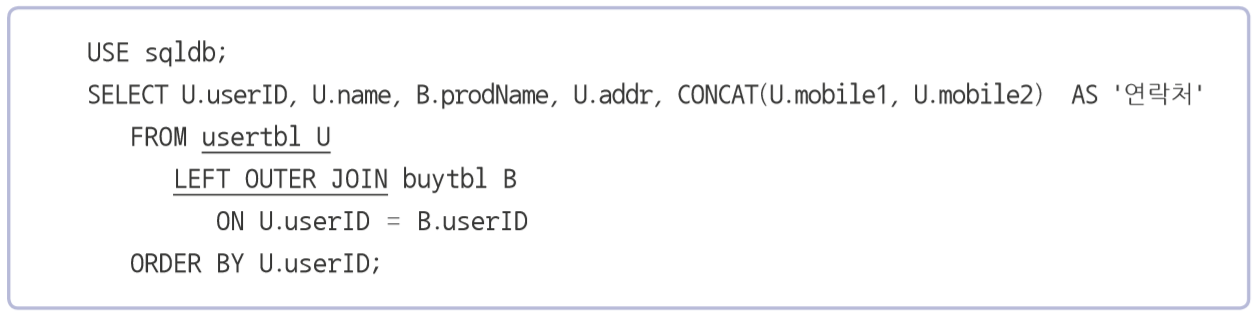 USE sqldb;
SELECT U.userID, U.name, B.prodName, U.addr, CONCAT(U.mobile1, U.mobile2)  AS '연락처'
FROM usertbl U
LEFT OUTER JOIN buytbl B
ON U.userID = B.userID
ORDER BY U.userID;